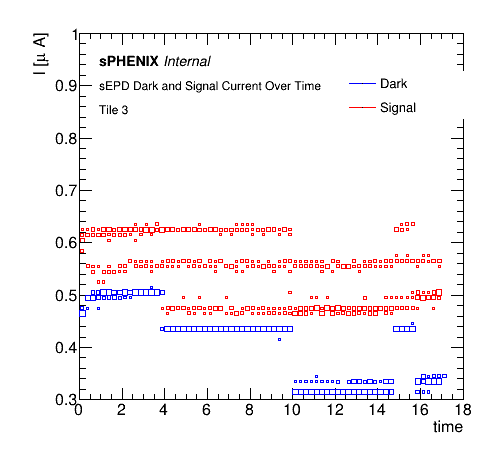 I [μ A]
sPHENIX Internal
sEPD Dark and Signal Current Over Time
Tile 3
Dark
Signal
1
0.9
0.8
0.7
0.6
0.5
0.4
0.3
0 2 4 6 8 10 12 14 16 18
time